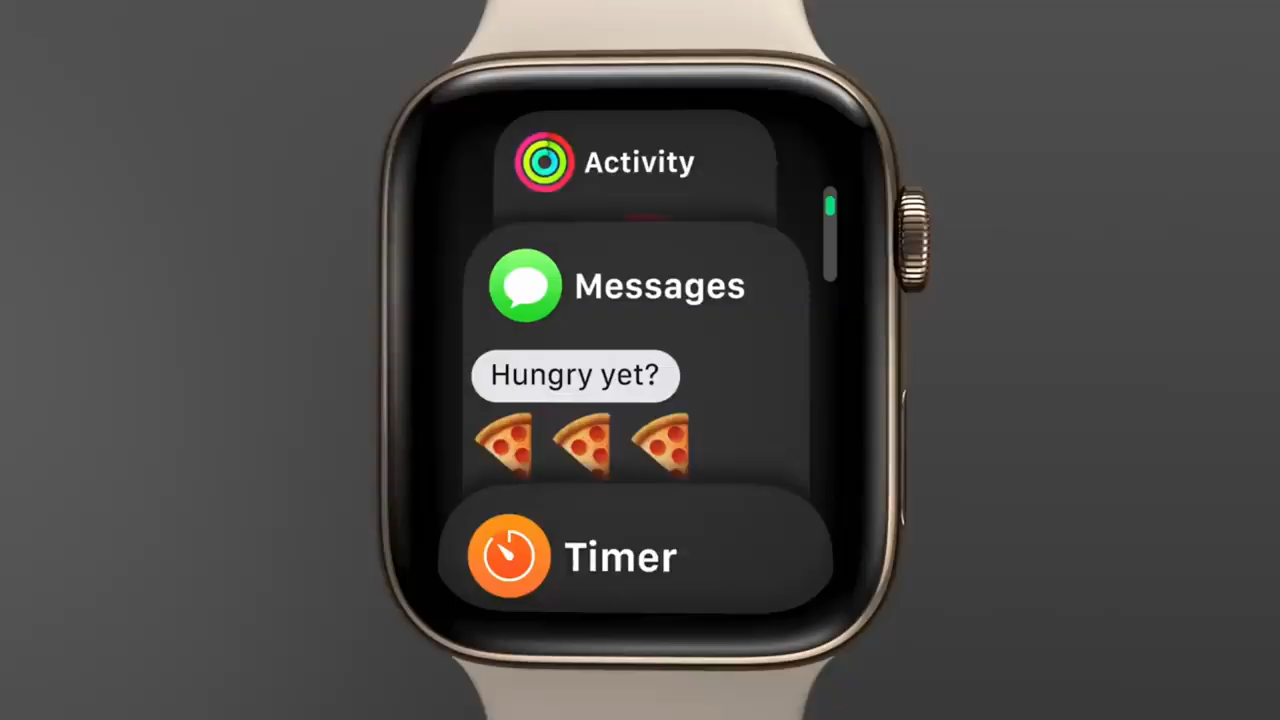 Activity
Messages
Hungry yet?
🍕 🍕 🍕
Timer